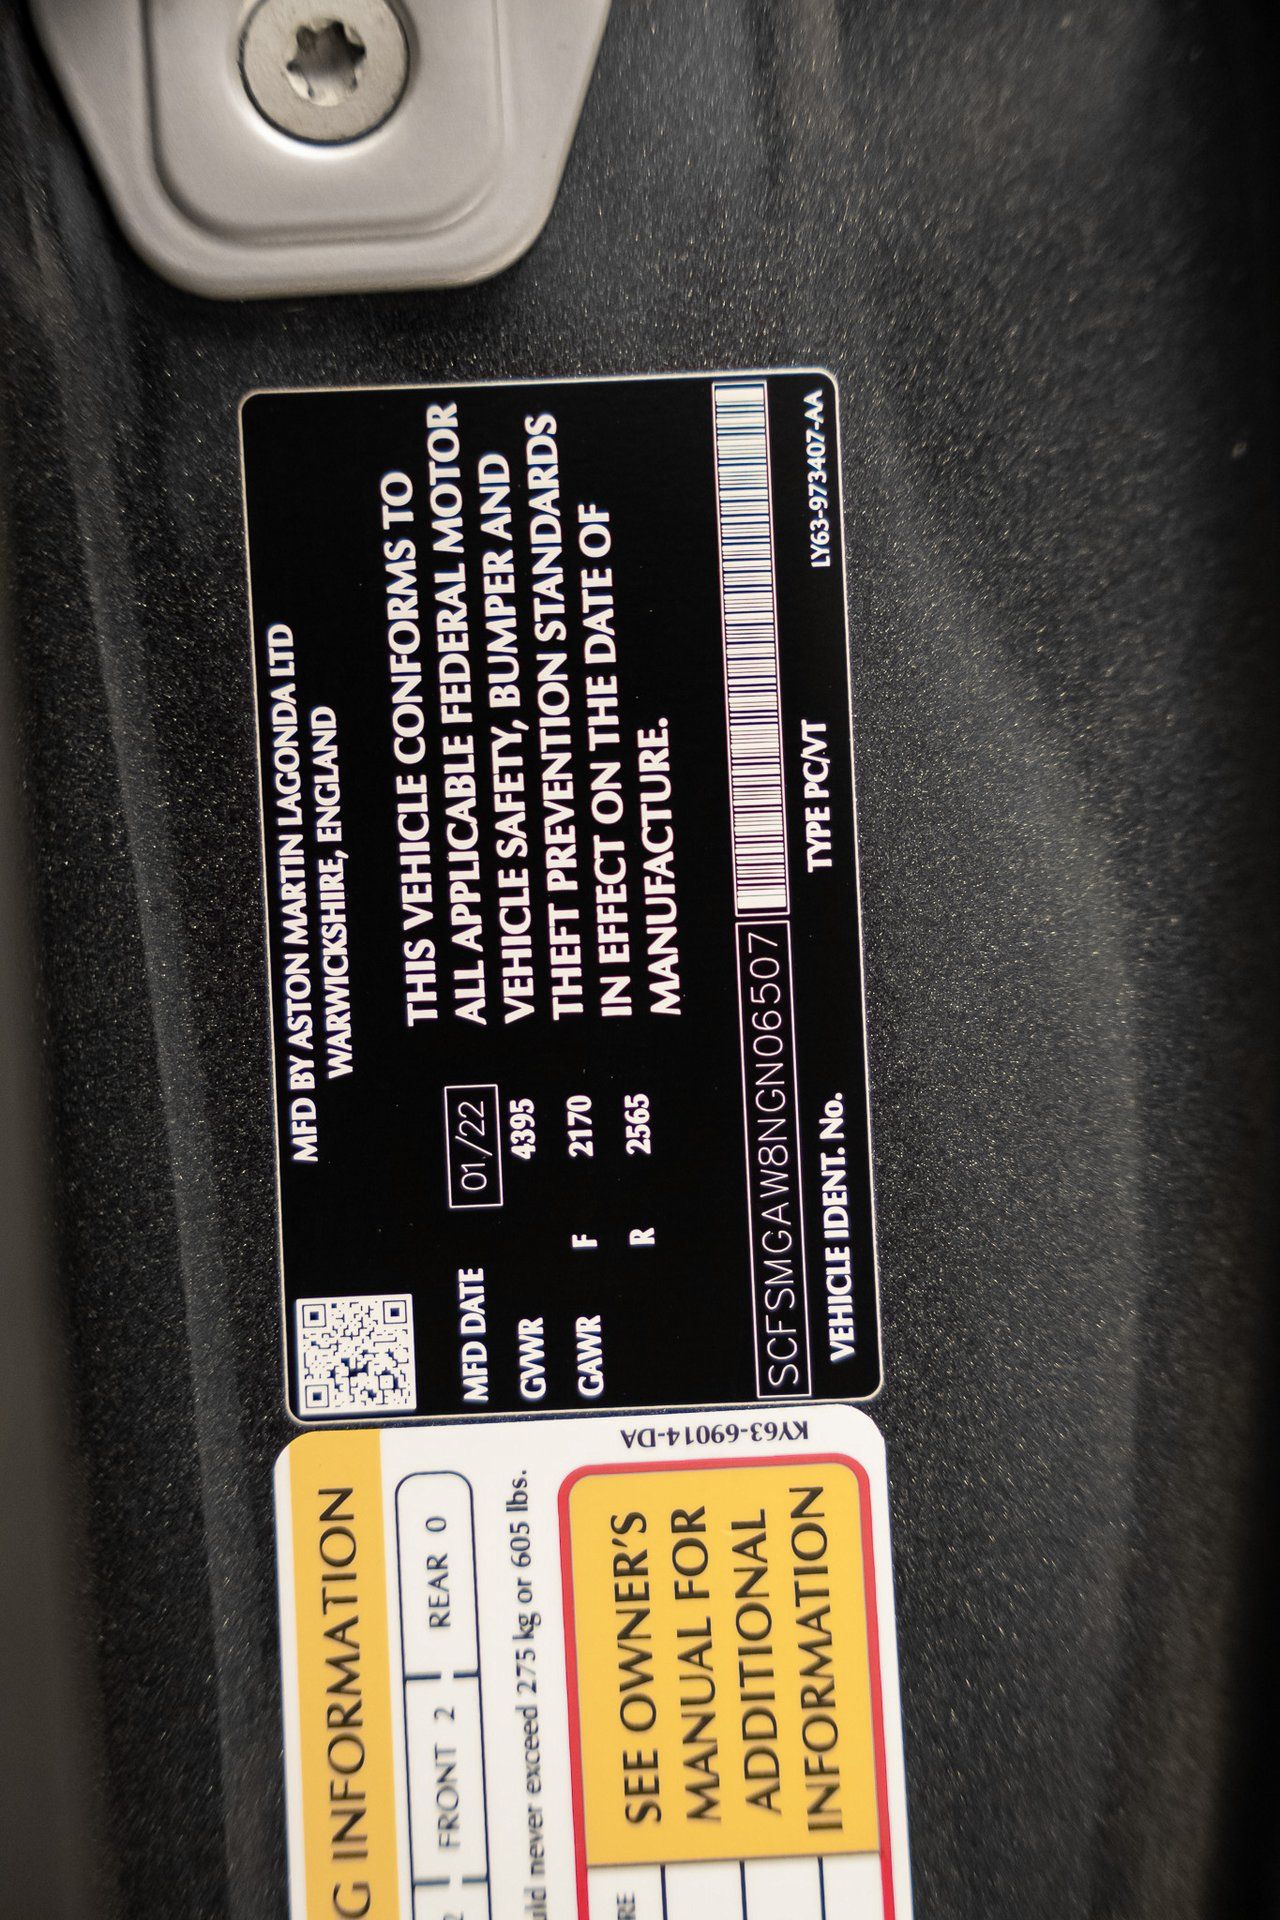 MFD BY ASTON MARTIN LAGONDA LTD
WARWICKSHIRE, ENGLAND
MFD DATE 01/22
GVWR 4395
GAWR F 2170
R 2565
THIS VEHICLE CONFORMS TO
ALL APPLICABLE FEDERAL MOTOR
VEHICLE SAFETY, BUMPER AND
THEFT PREVENTION STANDARDS
IN EFFECT ON THE DATE OF
MANUFACTURE.
SCFSMGAW8NGN06507
VEHICLE IDENT. No. TYPE PC/VT LY63-973407-AA
G INFORMATION
2 FRONT 2 REAR 0
uld never exceed 275 kg or 605 lbs.
RE
SEE OWNER'S
MANUAL FOR
ADDITIONAL
INFORMATION
KY63-69014-DA